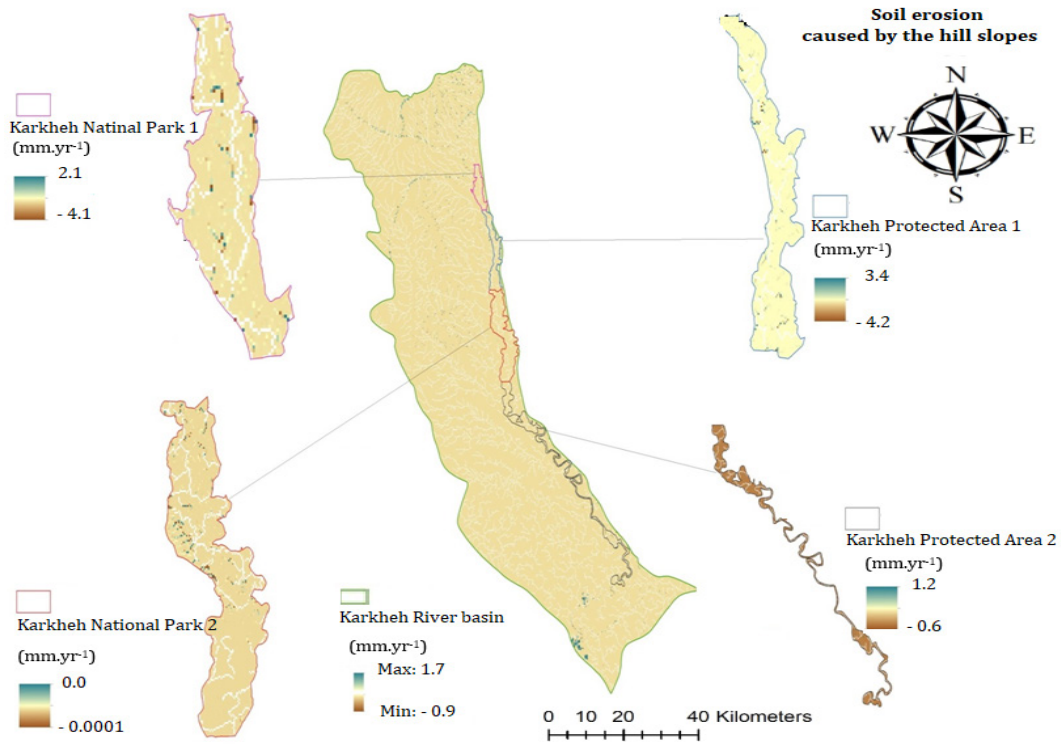 Soil erosion
caused by the hill slopes
N
W
E
S
Karkheh Natinal Park 1
(mm.yr-1)
2.1
- 4.1
Karkheh Protected Area 1
(mm.yr-1)
3.4
- 4.2
Karkheh National Park 2
(mm.yr-1)
0.0
- 0.0001
Karkheh River basin
(mm.yr-1)
Max: 1.7
Min: - 0.9
Karkheh Protected Area 2
(mm.yr-1)
1.2
- 0.6
0 10 20 40 Kilometers